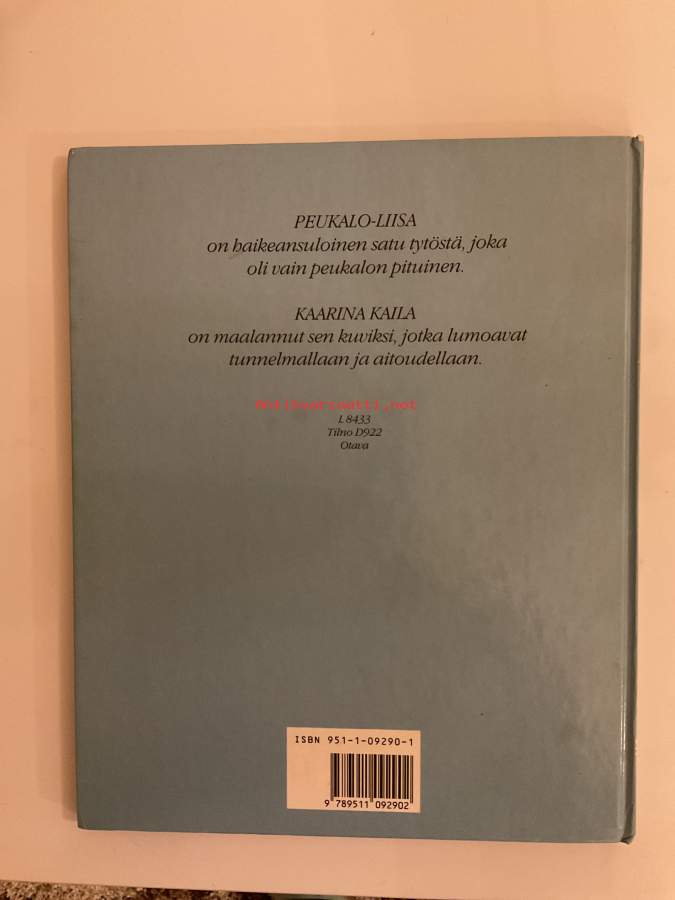 PEUKALO-LIISA
on haikeansuloinen satu tytöstä, joka
oli vain peukalon pituinen.
KAARINA KAILA
on maalannut sen kuviksi, jotka lumoavat
tunnelmallaan ja aitoudellaan.
Antikvariaatti.net
L 8433
Tilno D922
Otava
ISBN 951-1-09290-1
9 789511 092902